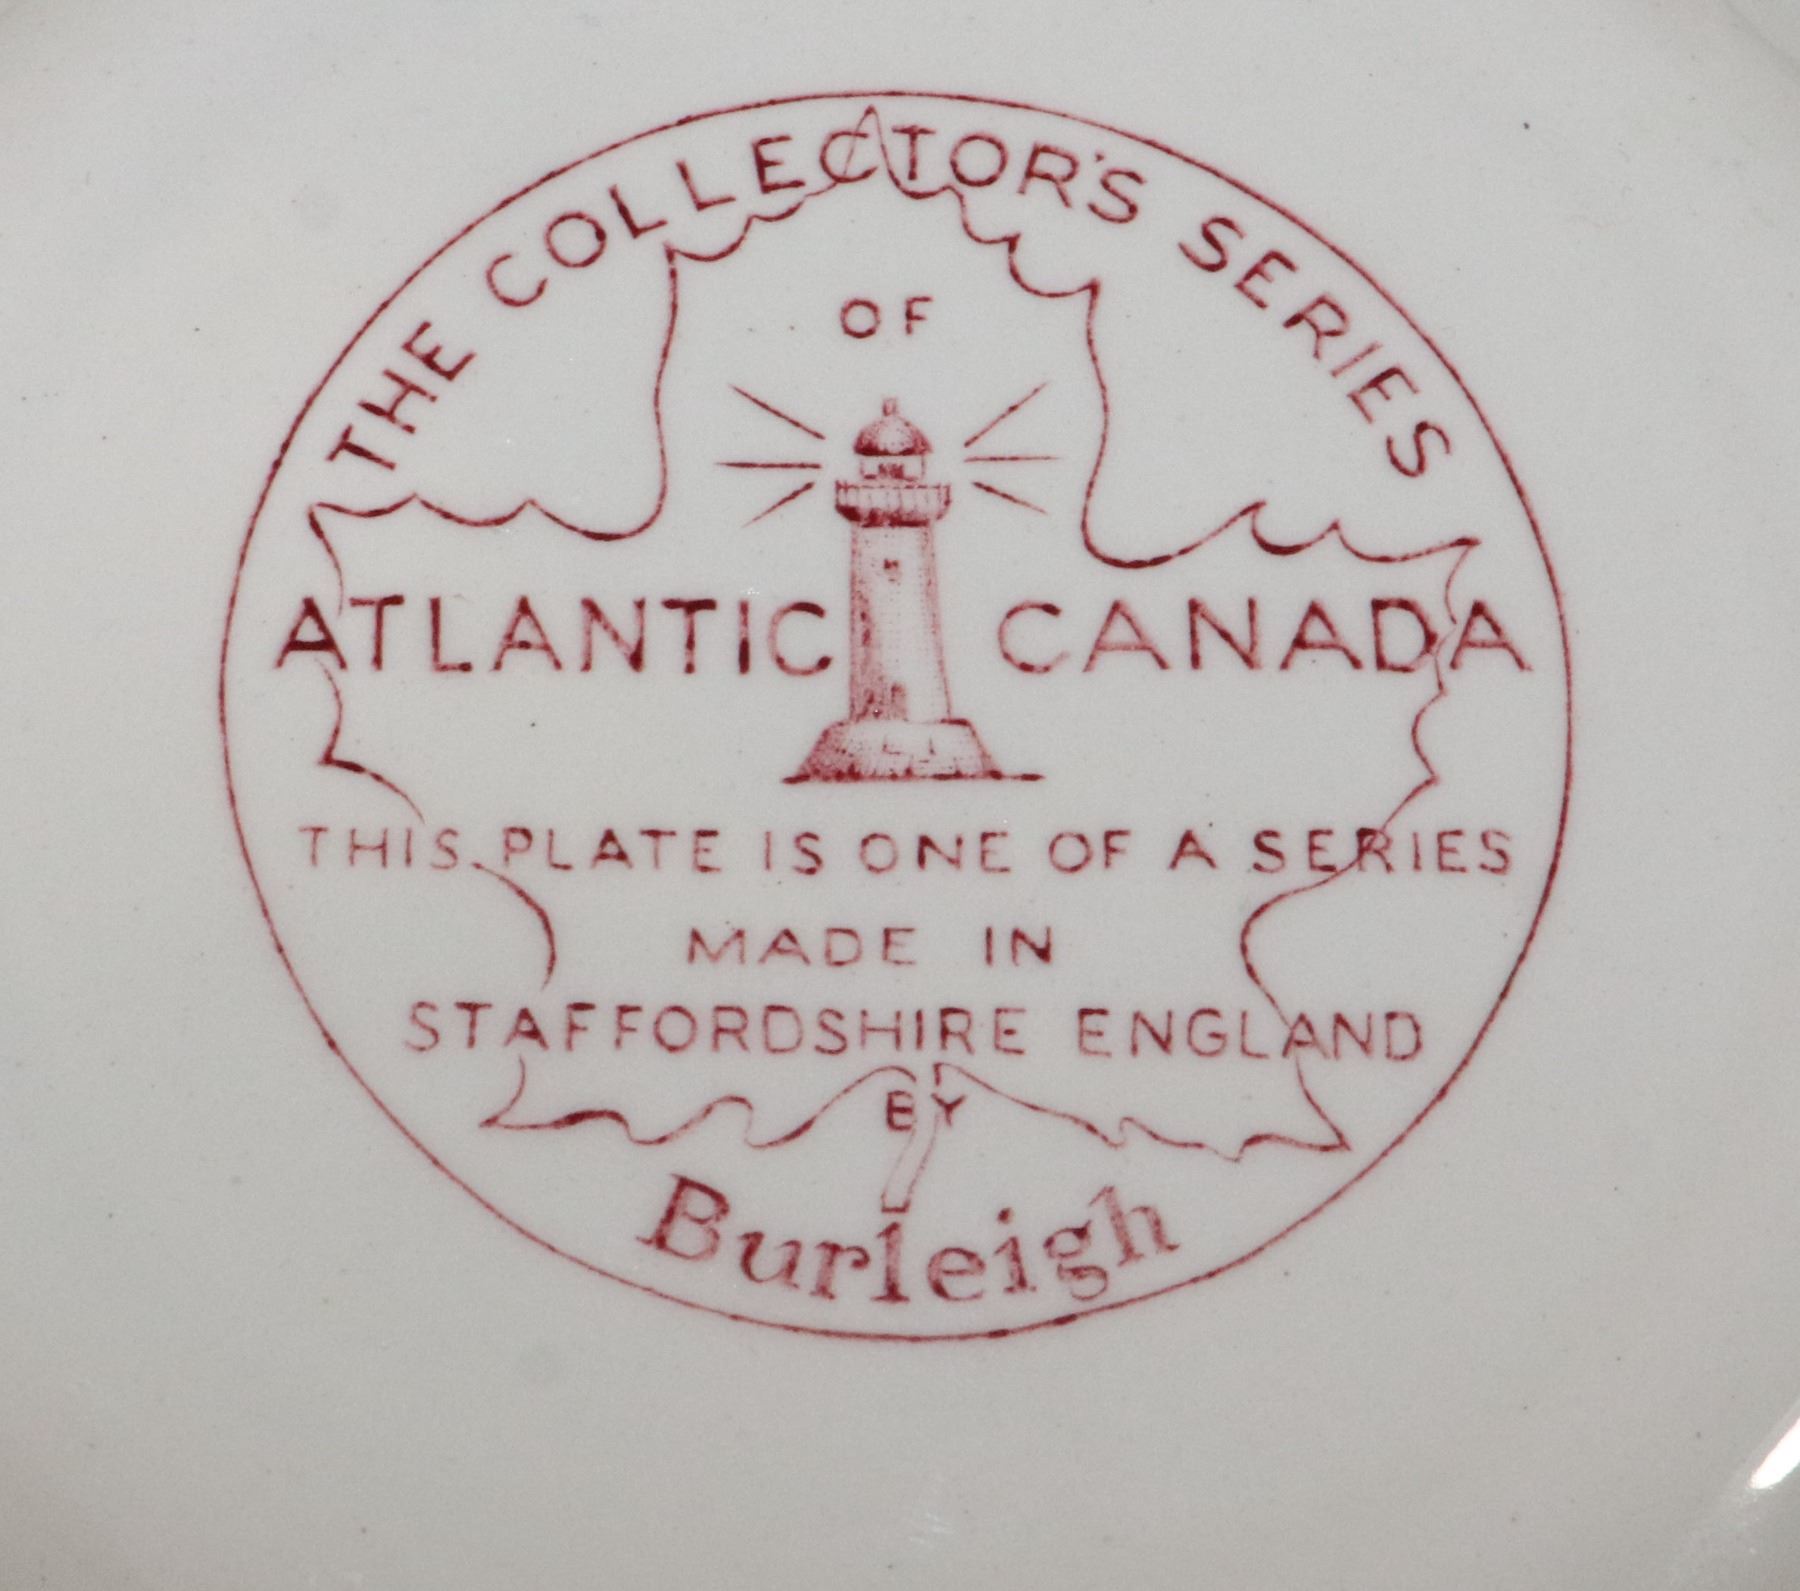 THE COLLECTOR'S SERIES
OF
ATLANTIC CANADA
THIS PLATE IS ONE OF A SERIES
MADE IN
STAFFORDSHIRE ENGLAND
BY
Burleigh